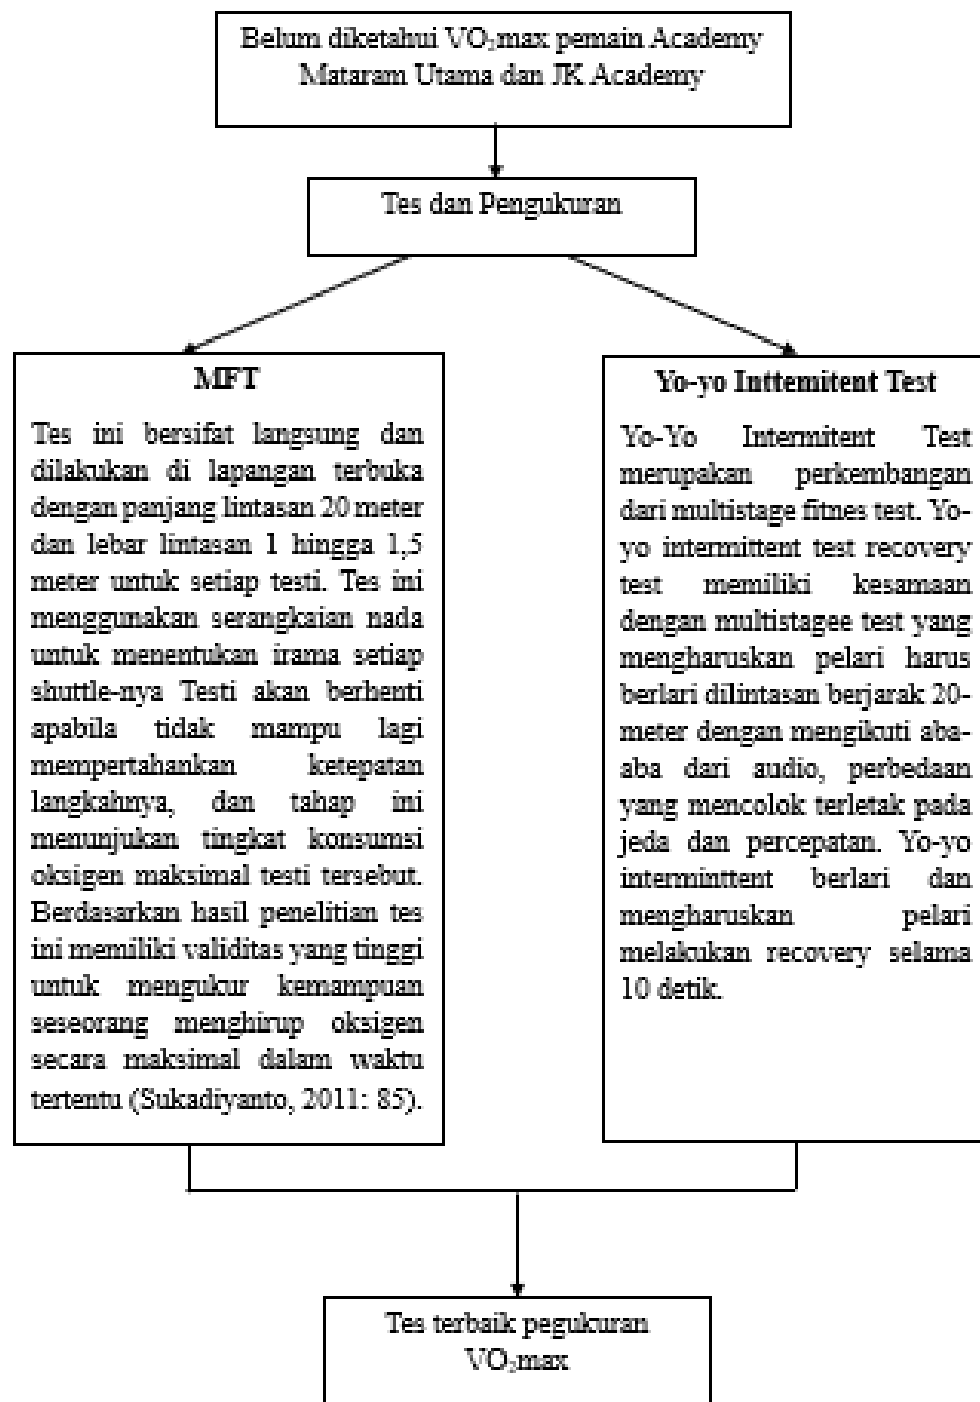 Belum diketahui VO₂max pemain Academy
Mataram Utama dan JK Academy
Tes dan Pengukuran
MFT
Tes ini bersifat langsung dan
dilakukan di lapangan terbuka
dengan panjang lintasan 20 meter
dan lebar lintasan 1 hingga 1,5
meter untuk setiap testi. Tes ini
menggunakan serangkaian nada
untuk menentukan irama setiap
shuttle-nya Testi akan berhenti
apabila tidak mampu lagi
mempertahankan ketepatan
langkahnya, dan tahap ini
menunjukan tingkat konsumsi
oksigen maksimal testi tersebut.
Berdasarkan hasil penelitian tes
ini memiliki validitas yang tinggi
untuk mengukur kemampuan
seseorang menghirup oksigen
secara maksimal dalam waktu
tertentu (Sukadiyanto, 2011: 85).
Yo-yo Inttemitent Test
Yo-Yo Intermitent Test
merupakan perkembangan
dari multistage fitnes test. Yo-
yo intermittent test recovery
test memiliki kesamaan
dengan multistagee test yang
mengharuskan pelari harus
berlari dilintasan berjarak 20-
meter dengan mengikuti aba-
aba dari audio, perbedaan
yang mencolok terletak pada
jeda dan percepatan. Yo-yo
interminttent berlari dan
mengharuskan pelari
melakukan recovery selama
10 detik.
Tes terbaik pegukuran
VO₂max